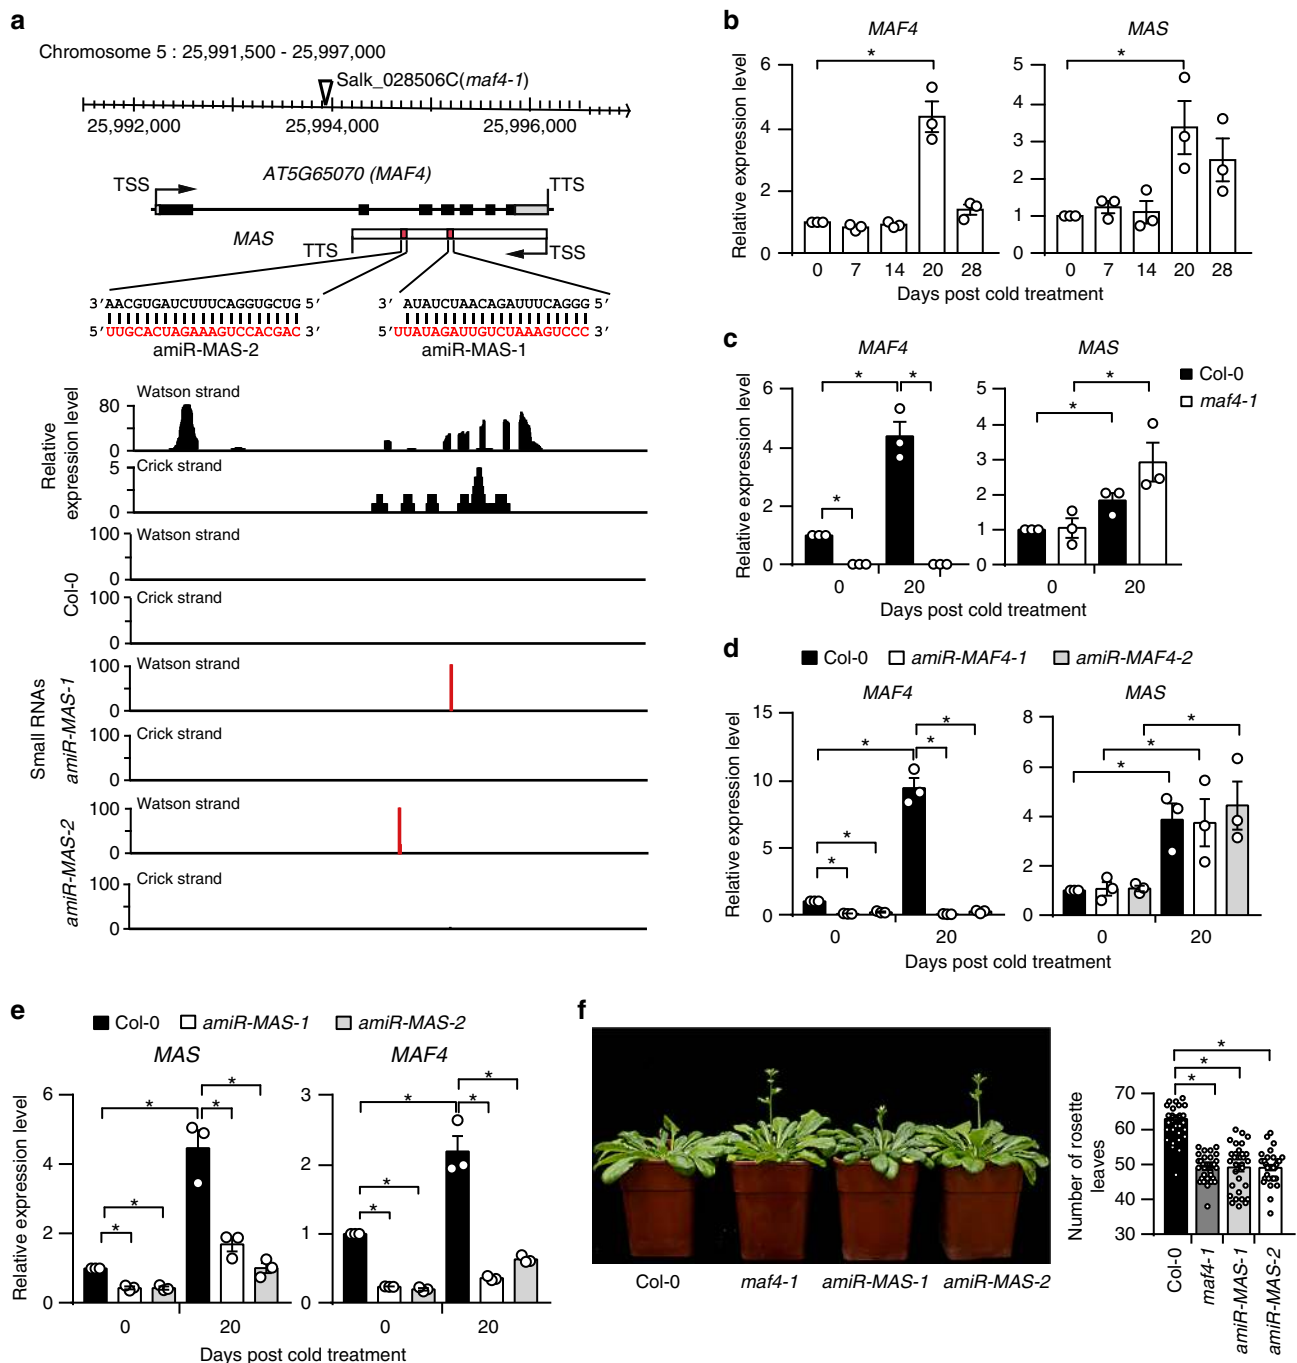 a
Chromosome 5 : 25,991,500 - 25,997,000
Salk_028506C(maf4-1)
25,992,000 25,994,000 25,996,000
AT5G65070 (MAF4)
TSS TTS
MAS TTS TSS
3′ AACGUGAUCUUUCAGGUGCUG 5′ 3′ AUAUCUAACAGAUUUCAGGG 5′
5′ UUGCACUAGAAAGUCCACGAC 3′ 5′ UUAUAGAUUGUCUAAAGUCCC 3′
amiR-MAS-2 amiR-MAS-1
Relative expression level
Watson strand
80
0
Crick strand
5
0
Small RNAs
Col-0
Watson strand
100
0
Crick strand
100
0
amiR-MAS-1
Watson strand
100
0
Crick strand
100
0
amiR-MAS-2
Watson strand
100
0
Crick strand
100
0
b
MAF4
Relative expression level
6
4
2
0
*
0 7 14 20 28
MAS
5
4
3
2
1
0
*
0 7 14 20 28
Days post cold treatment
c
MAF4
Relative expression level
6
4
2
0
* * *
0 20
MAS
5
4
3
2
1
0
* *
0 20
Col-0
maf4-1
Days post cold treatment
d
Col-0 amiR-MAF4-1 amiR-MAF4-2
MAF4
Relative expression level
15
10
5
0
* * * * *
0 20
MAS
8
6
4
2
0
* * *
0 20
Days post cold treatment
e
Col-0 amiR-MAS-1 amiR-MAS-2
MAS
Relative expression level
6
4
2
0
* * * * *
0 20
MAF4
3
2
1
0
* * * * *
0 20
Days post cold treatment
f
Col-0 maf4-1 amiR-MAS-1 amiR-MAS-2
Number of rosette leaves
70
60
50
40
30
* * *
Col-0
maf4-1
amiR-MAS-1
amiR-MAS-2